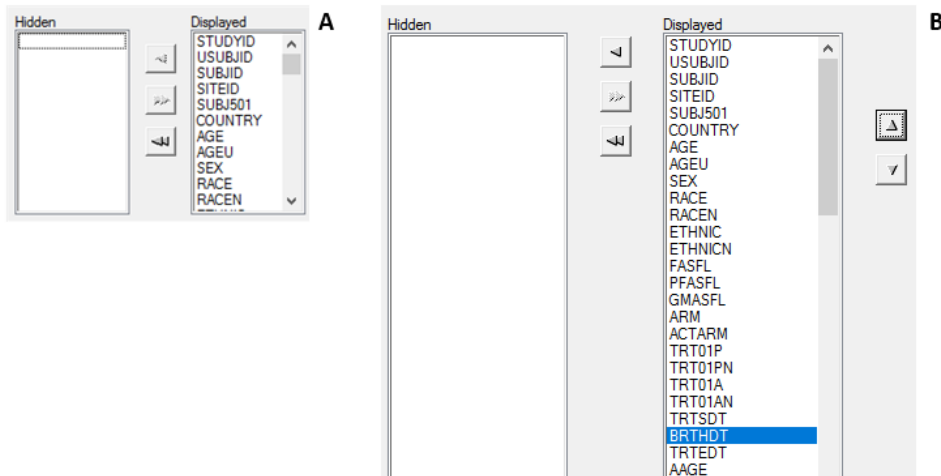 Hidden
Displayed
A
STUDYID
USUBJID
SUBJID
SITEID
SUBJ501
COUNTRY
AGE
AGEU
SEX
RACE
RACEN
Hidden
Displayed
B
STUDYID
USUBJID
SUBJID
SITEID
SUBJ501
COUNTRY
AGE
AGEU
SEX
RACE
RACEN
ETHNIC
ETHNICN
FASFL
PFASFL
GMASFL
ARM
ACTARM
TRT01P
TRT01PN
TRT01A
TRT01AN
TRTSDT
BRTHDT
TRTEDT
AAGE